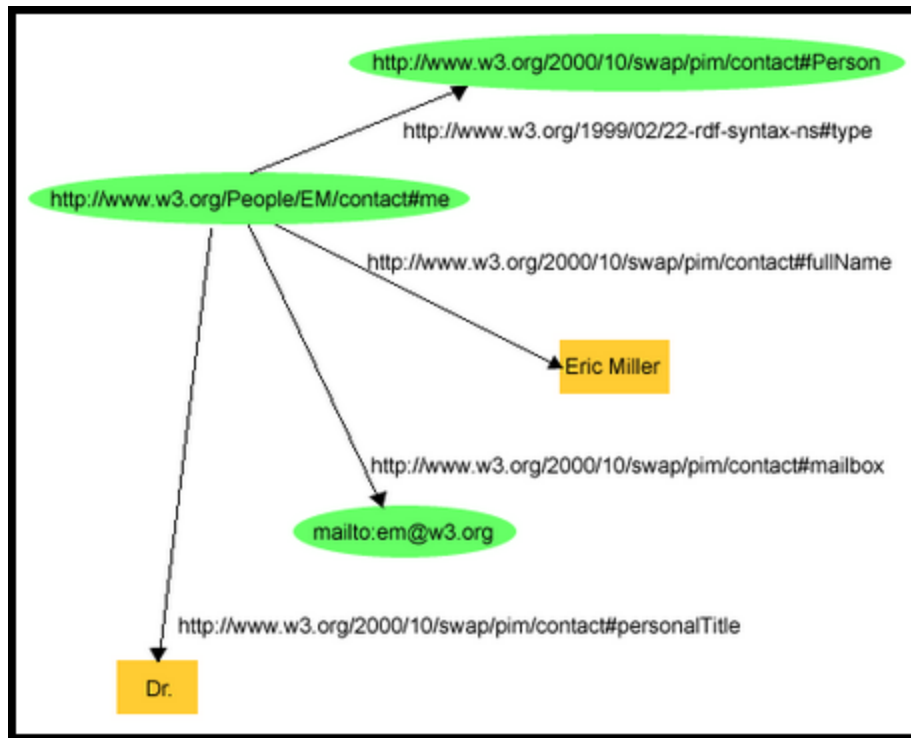 http://www.w3.org/2000/10/swap/pim/contact#Person
http://www.w3.org/1999/02/22-rdf-syntax-ns#type
http://www.w3.org/People/EM/contact#me
http://www.w3.org/2000/10/swap/pim/contact#fullName
Eric Miller
http://www.w3.org/2000/10/swap/pim/contact#mailbox
mailto:em@w3.org
http://www.w3.org/2000/10/swap/pim/contact#personalTitle
Dr.